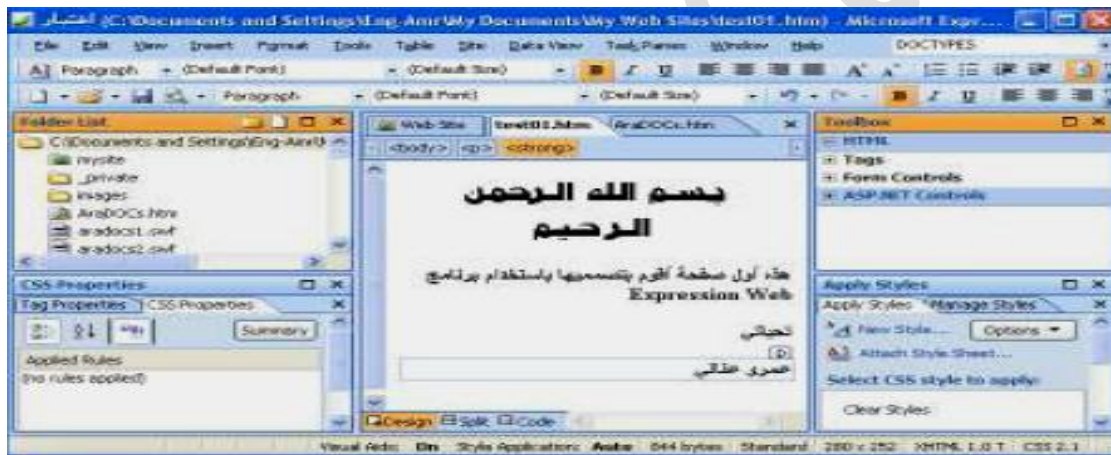 اختبار (C:\Documents and Settings\Eng-Amr\My Documents\My Web Sites\test01.htm) - Microsoft Expr...
File Edit View Insert Format Tools Table Site Data View Task Panes Window Help DOCTYPES
Paragraph (Default Font) (Default Size) B I U
Paragraph (Default Font) (Default Size) B I U
Folder List
C:\Documents and Settings\Eng-Amr\
mysite
_private
images
AraDOCs.htm
aradocs1.swf
aradocs2.swf
CSS Properties
Tag Properties CSS Properties
Summary
Applied Rules
(no rules applied)
Web Site test01.htm AraDOCs.htm
<body> <p> <strong>
بسم الله الرحمن
الرحيم
هذه أول صفحة أقوم بتصميمها باستخدام برنامج
Expression Web
تحياتي
p
عمرو
Design Split Code
Toolbox
HTML
Tags
Form Controls
ASP.NET Controls
Apply Styles
Apply Styles Manage Styles
New Style... Options
Attach Style Sheet...
Select CSS style to apply:
Clear Styles
Visual Aids: On Style Application: Auto 844 bytes Standard 280 x 252 XHTML 1.0 T CSS 2.1